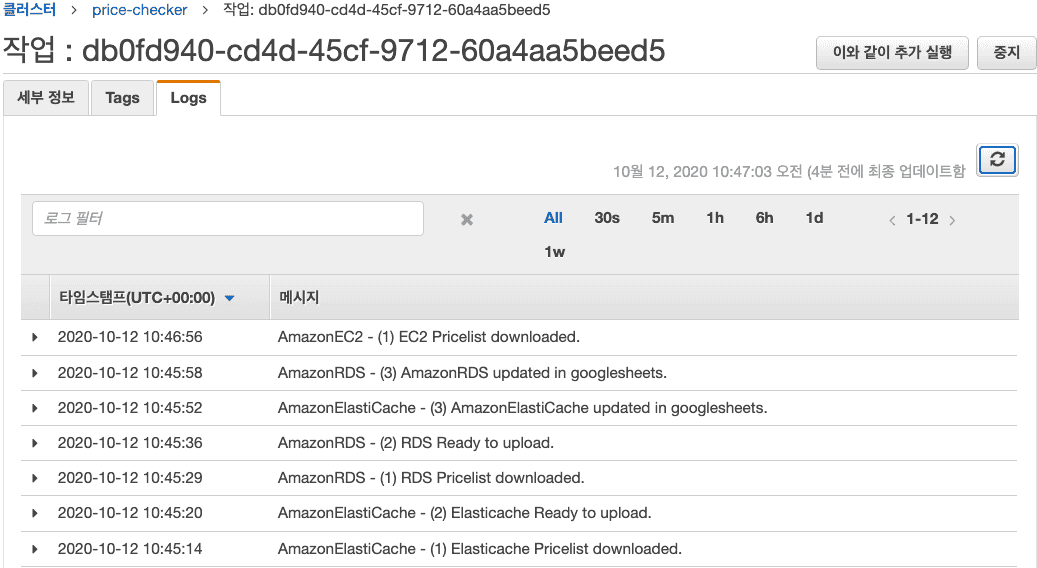 클러스터 > price-checker > 작업: db0fd940-cd4d-45cf-9712-60a4aa5beed5
작업 : db0fd940-cd4d-45cf-9712-60a4aa5beed5
이와 같이 추가 실행 중지
세부 정보 Tags Logs
10월 12, 2020 10:47:03 오전 (4분 전에 최종 업데이트함
로그 필터 All 30s 5m 1h 6h 1d < 1-12 >
1w
타임스탬프(UTC+00:00) 메시지
2020-10-12 10:46:56 AmazonEC2 - (1) EC2 Pricelist downloaded.
2020-10-12 10:45:58 AmazonRDS - (3) AmazonRDS updated in googlesheets.
2020-10-12 10:45:52 AmazonElastiCache - (3) AmazonElastiCache updated in googlesheets.
2020-10-12 10:45:36 AmazonRDS - (2) RDS Ready to upload.
2020-10-12 10:45:29 AmazonRDS - (1) RDS Pricelist downloaded.
2020-10-12 10:45:20 AmazonElastiCache - (2) Elasticache Ready to upload.
2020-10-12 10:45:14 AmazonElastiCache - (1) Elasticache Pricelist downloaded.